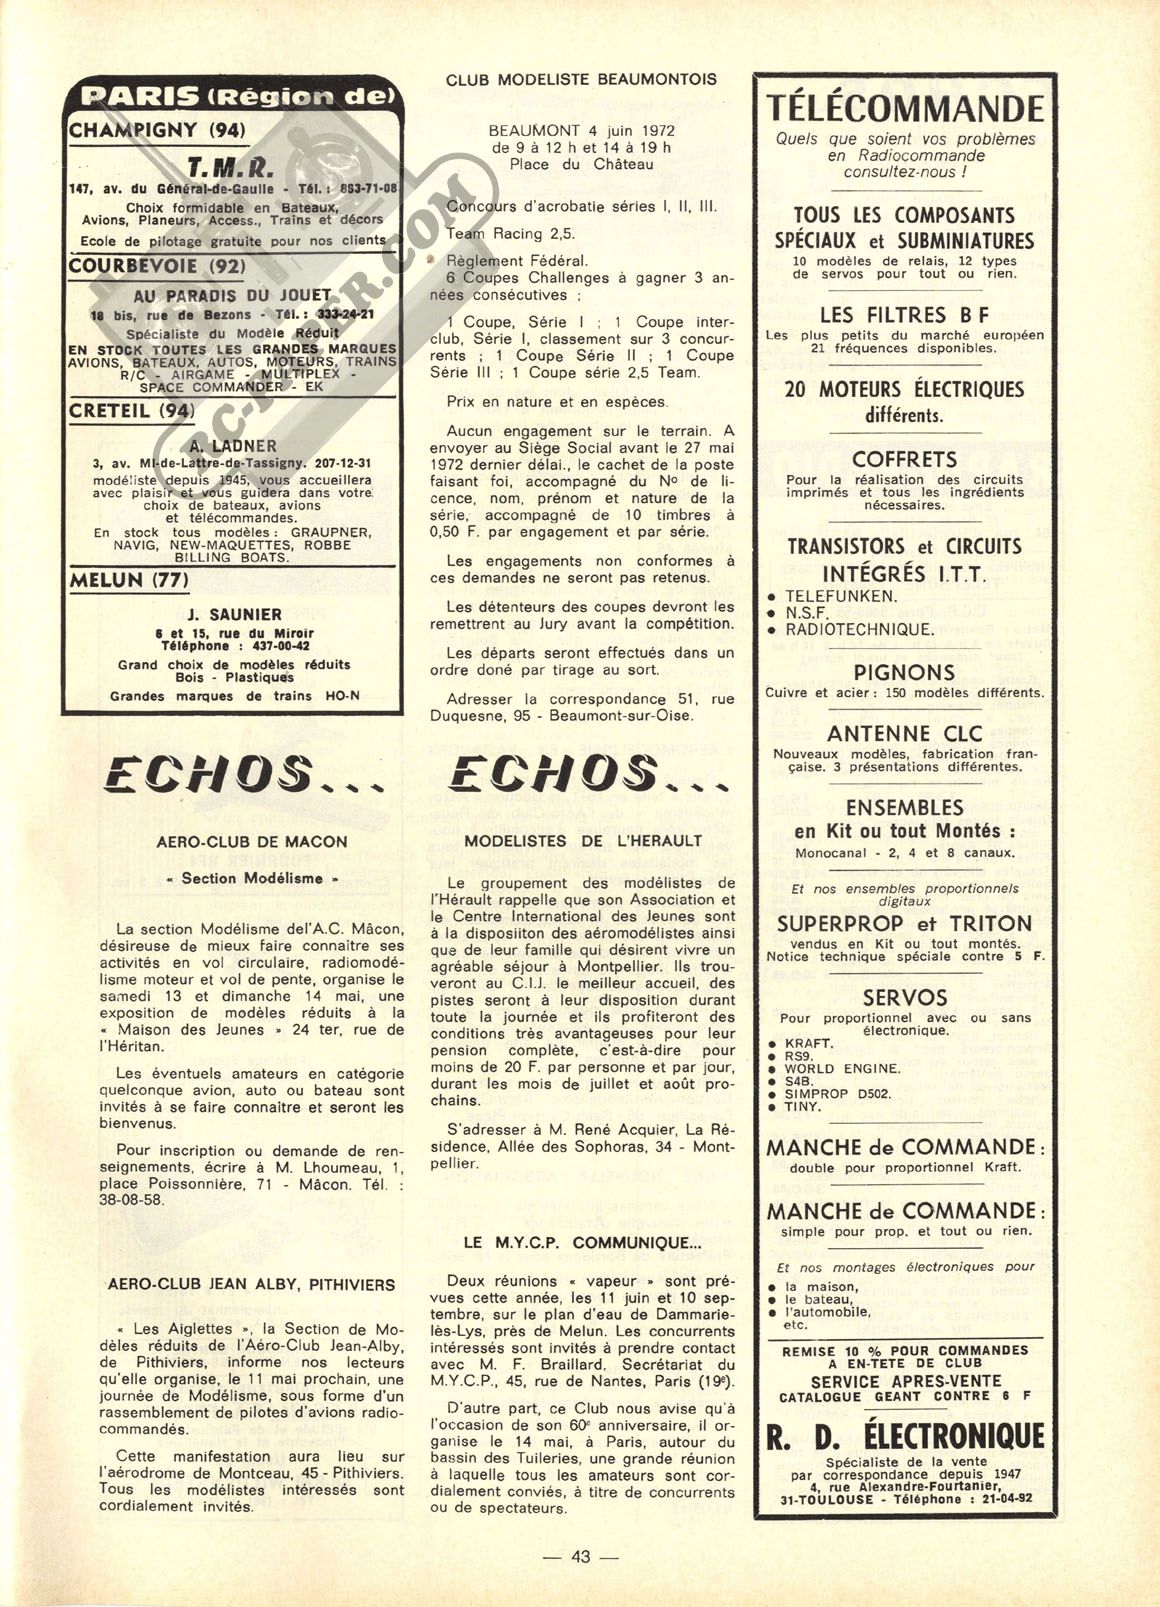 PARIS (Région de)
CHAMPIGNY (94)
T.M.R.
147, av. du Général-de-Gaulle - Tél. : 883-71-08
Choix formidable en Bateaux,
Avions, Planeurs, Access., Trains et décors
Ecole de pilotage gratuite pour nos clients
COURBEVOIE (92)
AU PARADIS DU JOUET
18 bis, rue de Bezons - Tél. : 333-24-21
Spécialiste du Modèle Réduit
EN STOCK TOUTES LES GRANDES MARQUES
AVIONS, BATEAUX, AUTOS, MOTEURS, TRAINS
R/C - AIRGAME - MULTIPLEX -
SPACE COMMANDER - EK
CRETEIL (94)
A. LADNER
3, av. Ml-de-Lattre-de-Tassigny. 207-12-31
modéliste depuis 1945, vous accueillera
avec plaisir et vous guidera dans votre
choix de bateaux, avions
et télécommandes.
En stock tous modèles : GRAUPNER,
NAVIG, NEW-MAQUETTES, ROBBE
BILLING BOATS.
MELUN (77)
J. SAUNIER
6 et 15, rue du Miroir
Téléphone : 437-00-42
Grand choix de modèles réduits
Bois - Plastiques
Grandes marques de trains HO-N
ECHOS...
AERO-CLUB DE MACON
« Section Modélisme »
La section Modélisme del'A.C. Mâcon,
désireuse de mieux faire connaitre ses
activités en vol circulaire, radiomodé-
lisme moteur et vol de pente, organise le
samedi 13 et dimanche 14 mai, une
exposition de modèles réduits à la
« Maison des Jeunes » 24 ter, rue de
l'Héritan.
Les éventuels amateurs en catégorie
quelconque avion, auto ou bateau sont
invités à se faire connaitre et seront les
bienvenus.
Pour inscription ou demande de ren-
seignements, écrire à M. Lhoumeau, 1,
place Poissonnière, 71 - Mâcon. Tél. :
38-08-58.
AERO-CLUB JEAN ALBY, PITHIVIERS
« Les Aiglettes », la Section de Mo-
dèles réduits de l'Aéro-Club Jean-Alby,
de Pithiviers, informe nos lecteurs
qu'elle organise, le 11 mai prochain, une
journée de Modélisme, sous forme d'un
rassemblement de pilotes d'avions radio-
commandés.
Cette manifestation aura lieu sur
l'aérodrome de Montceau, 45 - Pithiviers.
Tous les modélistes intéressés sont
cordialement invités.
CLUB MODELISTE BEAUMONTOIS
BEAUMONT 4 juin 1972
de 9 à 12 h et 14 à 19 h
Place du Château
Concours d'acrobatie séries I, II, III.
Team Racing 2,5.
Règlement Fédéral.
6 Coupes Challenges à gagner 3 an-
nées consécutives ;
1 Coupe, Série I ; 1 Coupe inter-
club, Série I, classement sur 3 concur-
rents ; 1 Coupe Série II ; 1 Coupe
Série III ; 1 Coupe série 2,5 Team.
Prix en nature et en espèces.
Aucun engagement sur le terrain. A
envoyer au Siège Social avant le 27 mai
1972 dernier délai., le cachet de la poste
faisant foi, accompagné du N° de li-
cence, nom, prénom et nature de la
série, accompagné de 10 timbres à
0,50 F. par engagement et par série.
Les engagements non conformes à
ces demandes ne seront pas retenus.
Les détenteurs des coupes devront les
remettrent au Jury avant la compétition.
Les départs seront effectués dans un
ordre doné par tirage au sort.
Adresser la correspondance 51, rue
Duquesne, 95 - Beaumont-sur-Oise.
ECHOS...
MODELISTES DE L'HERAULT
Le groupement des modélistes de
l'Hérault rappelle que son Association et
le Centre International des Jeunes sont
à la disposiiton des aéromodélistes ainsi
que de leur famille qui désirent vivre un
agréable séjour à Montpellier. Ils trou-
veront au C.I.J. le meilleur accueil, des
pistes seront à leur disposition durant
toute la journée et ils profiteront des
conditions très avantageuses pour leur
pension complète, c'est-à-dire pour
moins de 20 F. par personne et par jour,
durant les mois de juillet et août pro-
chains.
S'adresser à M. René Acquier, La Ré-
sidence, Allée des Sophoras, 34 - Mont-
pellier.
LE M.Y.C.P. COMMUNIQUE...
Deux réunions « vapeur » sont pré-
vues cette année, les 11 juin et 10 sep-
tembre, sur le plan d'eau de Dammarie-
lès-Lys, près de Melun. Les concurrents
intéressés sont invités à prendre contact
avec M. F. Braillard, Secrétariat du
M.Y.C.P., 45, rue de Nantes, Paris (19e).
D'autre part, ce Club nous avise qu'à
l'occasion de son 60e anniversaire, il or-
ganise le 14 mai, à Paris, autour du
bassin des Tuileries, une grande réunion
à laquelle tous les amateurs sont cor-
dialement conviés, à titre de concurrents
ou de spectateurs.
TÉLÉCOMMANDE
Quels que soient vos problèmes
en Radiocommande
consultez-nous !
TOUS LES COMPOSANTS
SPÉCIAUX et SUBMINIATURES
10 modèles de relais, 12 types
de servos pour tout ou rien.
LES FILTRES B F
Les plus petits du marché européen
21 fréquences disponibles.
20 MOTEURS ÉLECTRIQUES
différents.
COFFRETS
Pour la réalisation des circuits
imprimés et tous les ingrédients
nécessaires.
TRANSISTORS et CIRCUITS
INTÉGRÉS I.T.T.
• TELEFUNKEN.
• N.S.F.
• RADIOTECHNIQUE.
PIGNONS
Cuivre et acier : 150 modèles différents.
ANTENNE CLC
Nouveaux modèles, fabrication fran-
çaise. 3 présentations différentes.
ENSEMBLES
en Kit ou tout Montés :
Monocanal - 2, 4 et 8 canaux.
Et nos ensembles proportionnels
digitaux
SUPERPROP et TRITON
vendus en Kit ou tout montés.
Notice technique spéciale contre 5 F.
SERVOS
Pour proportionnel avec ou sans
électronique.
• KRAFT.
• RS9.
• WORLD ENGINE.
• S4B.
• SIMPROP D502.
• TINY.
MANCHE de COMMANDE :
double pour proportionnel Kraft.
MANCHE de COMMANDE :
simple pour prop. et tout ou rien.
Et nos montages électroniques pour
• la maison,
• le bateau,
• l'automobile,
etc.
REMISE 10 % POUR COMMANDES
A EN-TETE DE CLUB
SERVICE APRES-VENTE
CATALOGUE GEANT CONTRE 6 F
R. D. ÉLECTRONIQUE
Spécialiste de la vente
par correspondance depuis 1947
4, rue Alexandre-Fourtanier,
31-TOULOUSE - Téléphone : 21-04-92
— 43 —